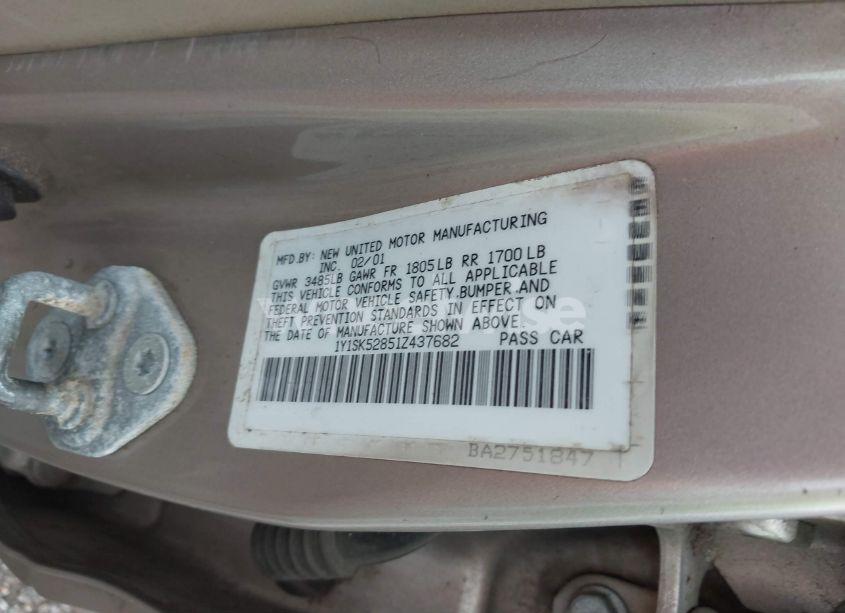 MFD.BY: NEW UNITED MOTOR MANUFACTURING
INC. 02/01
GVWR 3485LB GAWR FR 1805LB RR 1700LB
THIS VEHICLE CONFORMS TO ALL APPLICABLE
FEDERAL MOTOR VEHICLE SAFETY,BUMPER,AND
THEFT PREVENTION STANDARDS IN EFFECT ON
THE DATE OF MANUFACTURE SHOWN ABOVE.
1Y1SK52851Z437682 PASS CAR
BA2751847